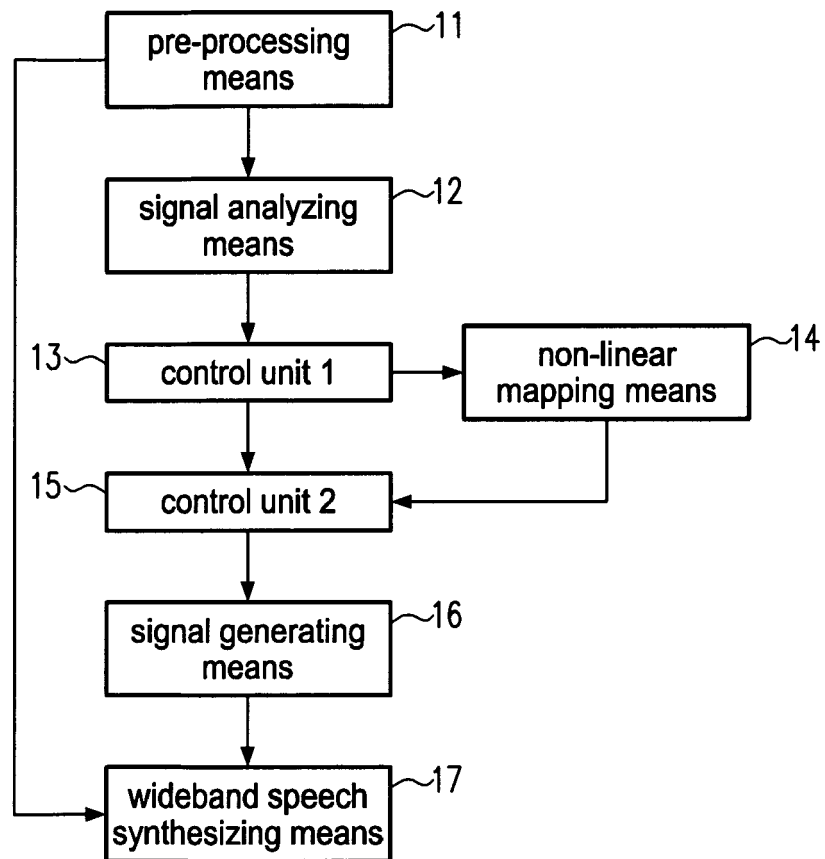 pre-processing
means
11
signal analyzing
means
12
13
control unit 1
non-linear
mapping means
14
15
control unit 2
signal generating
means
16
wideband speech
synthesizing means
17